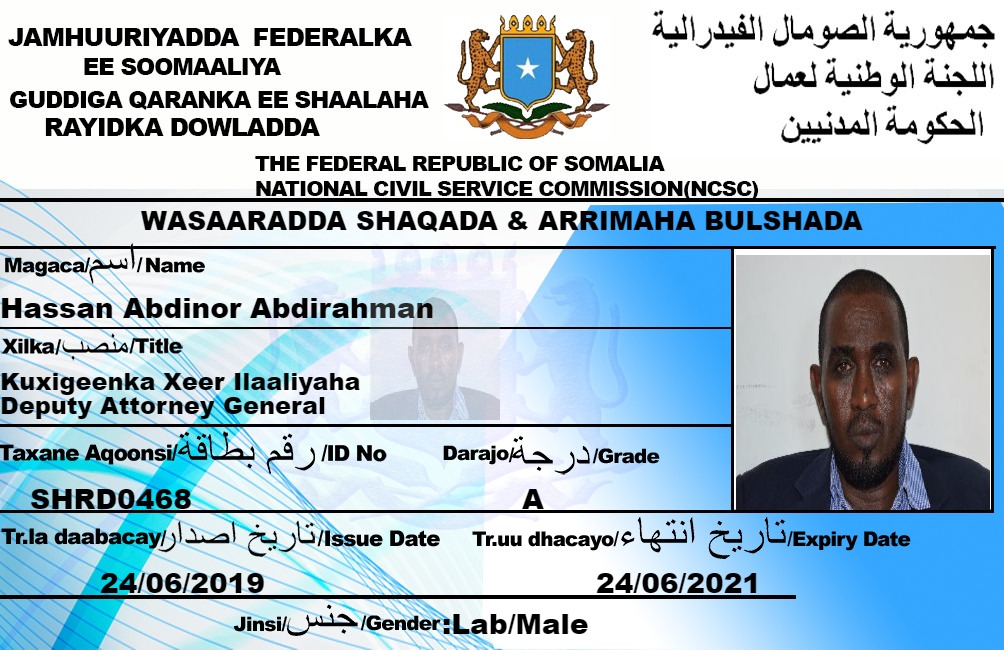 JAMHUURIYADDA FEDERALKA
EE SOOMAALIYA
GUDDIGA QARANKA EE SHAALAHA
RAYIDKA DOWLADDA
جمهورية الصومال الفيدرالية
اللجنة الوطنية لعمال
الحكومة المدنيين
THE FEDERAL REPUBLIC OF SOMALIA
NATIONAL CIVIL SERVICE COMMISSION(NCSC)
WASAARADDA SHAQADA & ARRIMAHA BULSHADA
Magaca/اسم/Name
Hassan Abdinor Abdirahman
Xilka/منصب/Title
Kuxigeenka Xeer Ilaaliyaha
Deputy Attorney General
Taxane Aqoonsi/رقم بطاقة/ID No
Darajo/درجة/Grade
SHRD0468
A
Tr.la daabacay/تاريخ اصدار/Issue Date
Tr.uu dhacayo/تاريخ انتهاء/Expiry Date
24/06/2019
24/06/2021
Jinsi/جنس/Gender:Lab/Male